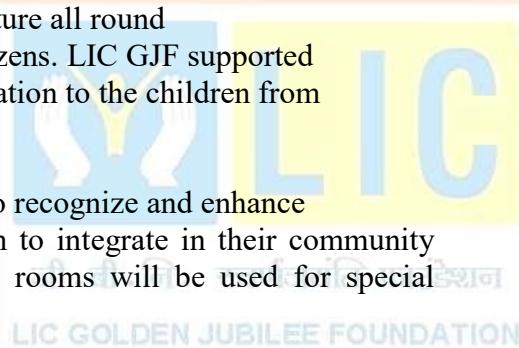 ture all round
zens. LIC GJF supported
ation to the children from
LIC
o recognize and enhance
n to integrate in their community
rooms will be used for special
LIC GOLDEN JUBILEE FOUNDATION